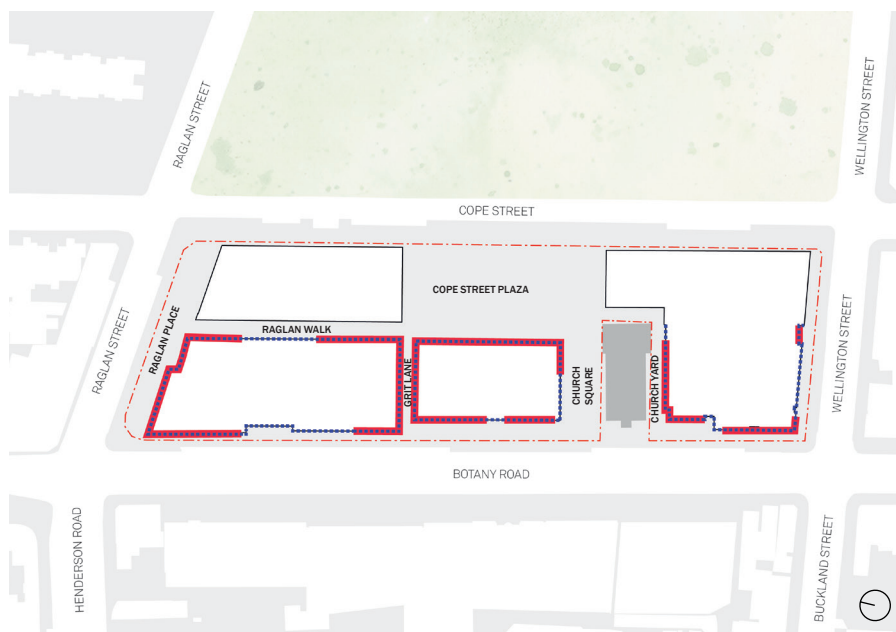 RAGLAN STREET
WELLINGTON STREET
COPE STREET
COPE STREET PLAZA
RAGLAN STREET
RAGLAN PLACE
RAGLAN WALK
GRIT LANE
CHURCH
SQUARE
CHURCH YARD
WELLINGTON STREET
BOTANY ROAD
HENDERSON ROAD
BUCKLAND STREET